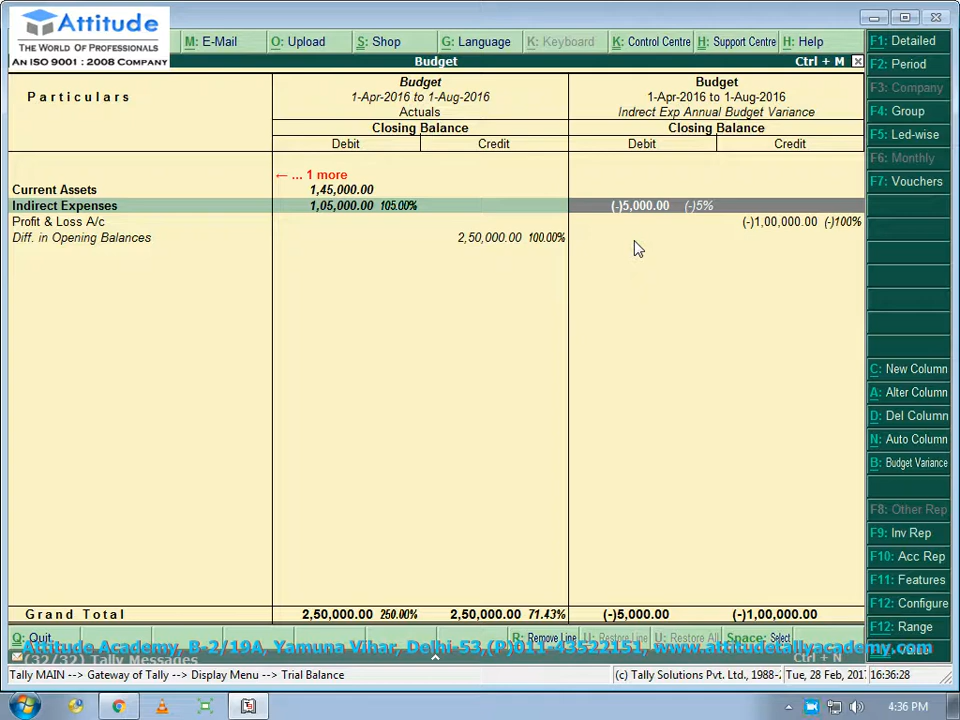 Attitude
THE WORLD OF PROFESSIONALS
AN ISO 9001 : 2008 COMPANY
M: E-Mail
O: Upload
S: Shop
G: Language
K: Keyboard
K: Control Centre
H: Support Centre
H: Help
Budget
Ctrl + M
Particulars
Budget
1-Apr-2016 to 1-Aug-2016
Actuals
Closing Balance
Debit Credit
Budget
1-Apr-2016 to 1-Aug-2016
Indirect Exp Annual Budget Variance
Closing Balance
Debit Credit
← ... 1 more
Current Assets 1,45,000.00
Indirect Expenses 1,05,000.00 105.00% (-)5,000.00 (-)5%
Profit & Loss A/c (-)1,00,000.00 (-)100%
Diff. in Opening Balances 2,50,000.00 100.00%
Grand Total 2,50,000.00 250.00% 2,50,000.00 71.43% (-)5,000.00 (-)1,00,000.00
F1: Detailed
F2: Period
F3: Company
F4: Group
F5: Led-wise
F6: Monthly
F7: Vouchers
C: New Column
A: Alter Column
D: Del Column
N: Auto Column
B: Budget Variance
F8: Other Rep
F9: Inv Rep
F10: Acc Rep
F11: Features
F12: Configure
F12: Range
Q: Quit
R: Remove Line
U: Restore Line
U: Restore All
Space: Select
Attitude Academy, B-2/19A, Yamuna Vihar, Delhi-53,(P)011-43522151, www.attitudetallyacademy.com
(32/32) Tally Messages
Ctrl + N
Tally MAIN --> Gateway of Tally --> Display Menu --> Trial Balance
(c) Tally Solutions Pvt. Ltd., 1988-
Tue, 28 Feb, 201
16:36:28
4:36 PM